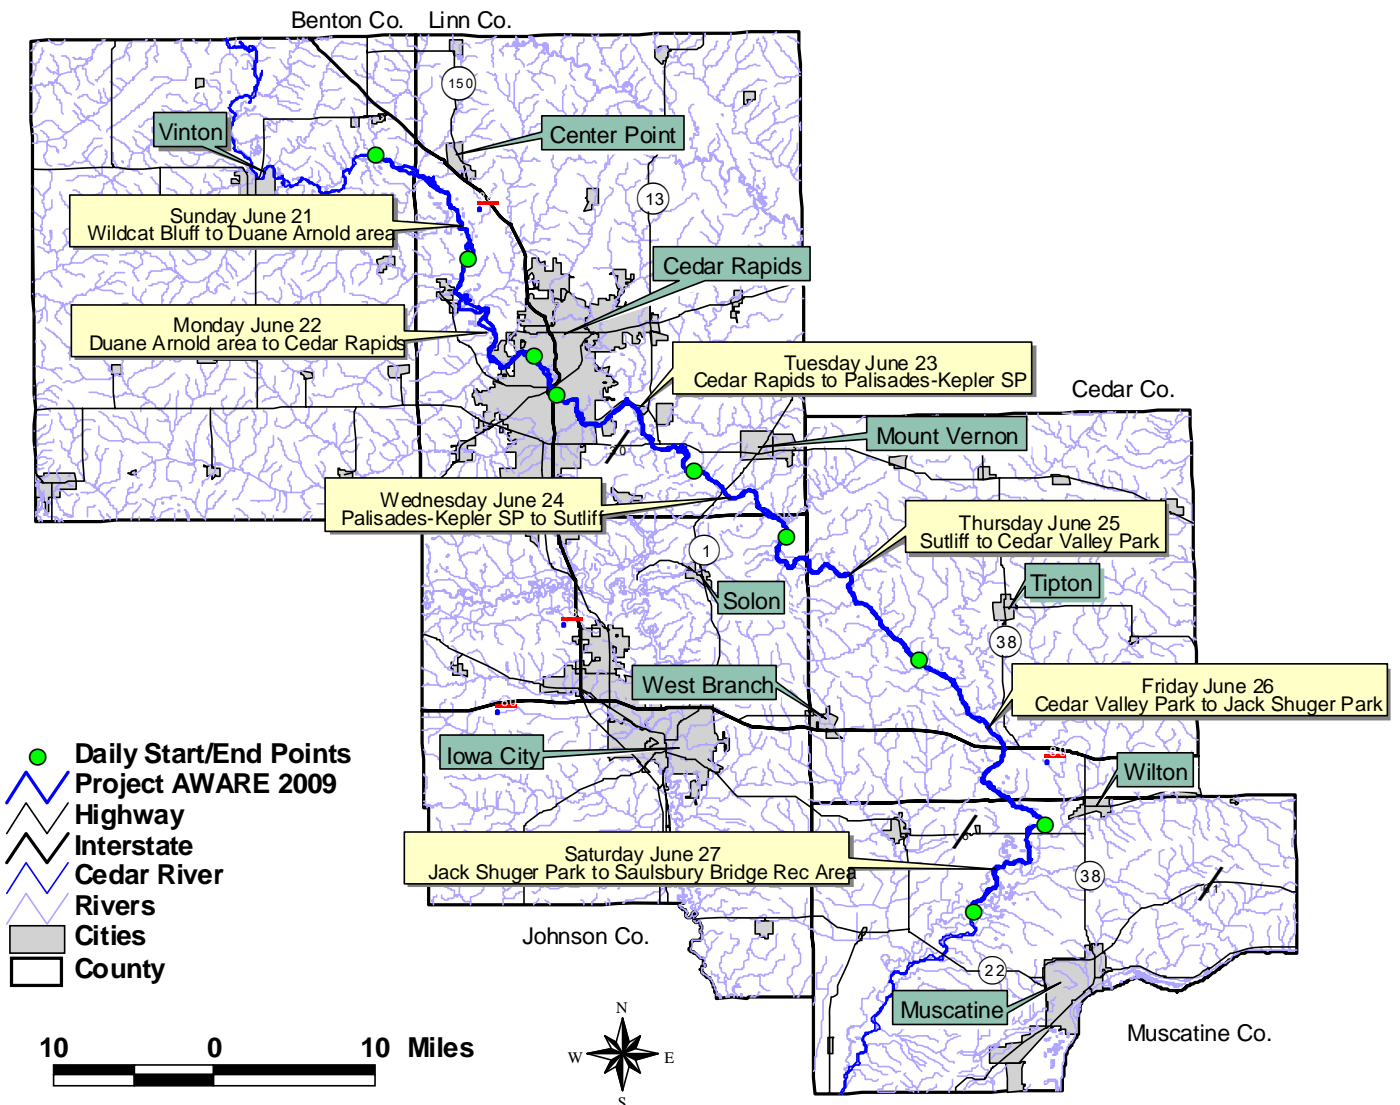 Benton Co.
Linn Co.
150
Vinton
Center Point
13
Sunday June 21
Wildcat Bluff to Duane Arnold area
Cedar Rapids
Monday June 22
Duane Arnold area to Cedar Rapids
Tuesday June 23
Cedar Rapids to Palisades-Kepler SP
Cedar Co.
Mount Vernon
Wednesday June 24
Palisades-Kepler SP to Sutliff
Thursday June 25
Sutliff to Cedar Valley Park
1
Solon
Tipton
38
West Branch
Friday June 26
Cedar Valley Park to Jack Shuger Park
80
80
Iowa City
Wilton
Daily Start/End Points
Project AWARE 2009
Highway
Interstate
Cedar River
Rivers
Cities
County
Saturday June 27
Jack Shuger Park to Saulsbury Bridge Rec Area
38
Johnson Co.
22
Muscatine
Muscatine Co.
10 0 10 Miles
N
W E
S